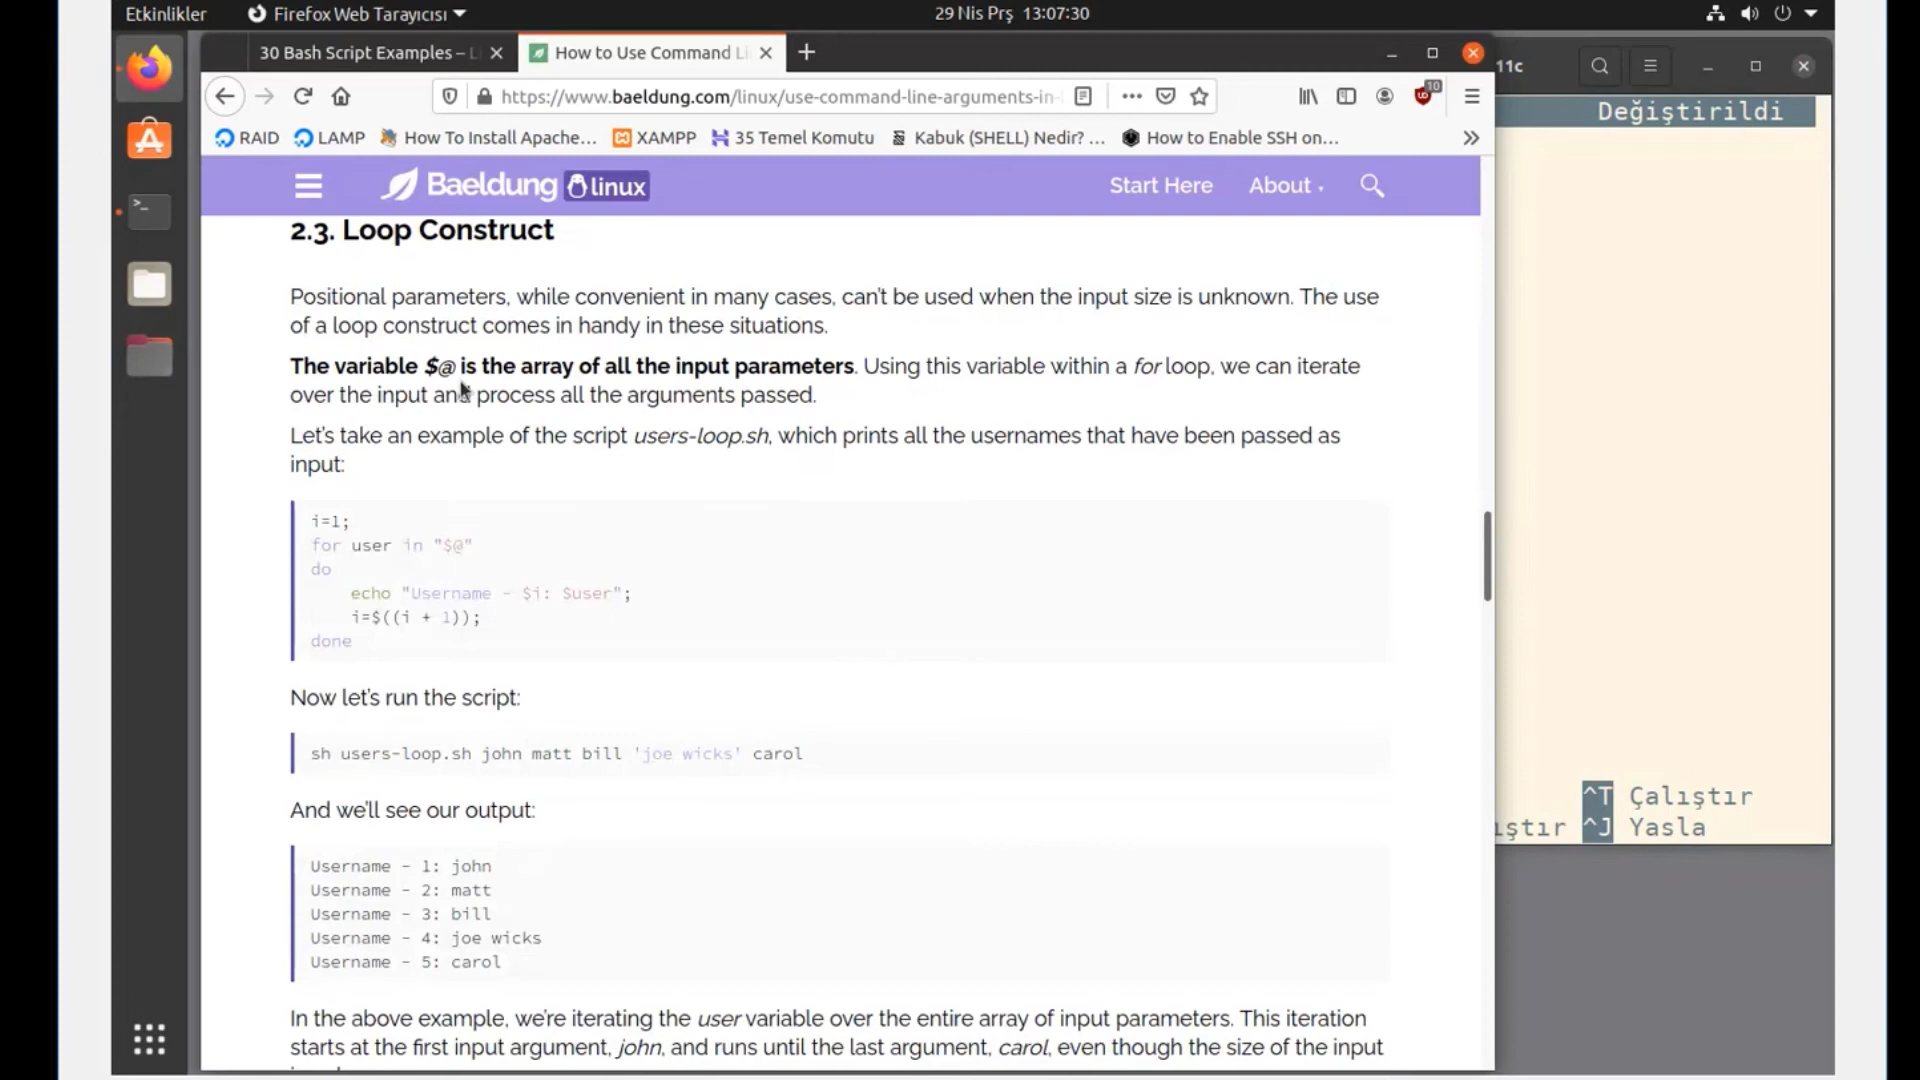 Etkinlikler
Firefox Web Tarayıcısı
29 Nis Prş 13:07:30
30 Bash Script Examples – L
How to Use Command Li
11c
https://www.baeldung.com/linux/use-command-line-arguments-in-
10
RAID
LAMP
How To Install Apache...
XAMPP
35 Temel Komutu
Kabuk (SHELL) Nedir? ...
How to Enable SSH on...
Değiştirildi
Baeldung linux
Start Here
About
2.3. Loop Construct
Positional parameters, while convenient in many cases, can't be used when the input size is unknown. The use
of a loop construct comes in handy in these situations.
The variable $@ is the array of all the input parameters. Using this variable within a for loop, we can iterate
over the input and process all the arguments passed.
Let's take an example of the script users-loop.sh, which prints all the usernames that have been passed as
input:
i=1;
for user in "$@"
do
echo "Username - $i: $user";
i=$((i + 1));
done
Now let's run the script:
sh users-loop.sh john matt bill 'joe wicks' carol
And we'll see our output:
Username - 1: john
Username - 2: matt
Username - 3: bill
Username - 4: joe wicks
Username - 5: carol
In the above example, we're iterating the user variable over the entire array of input parameters. This iteration
starts at the first input argument, john, and runs until the last argument, carol, even though the size of the input
^T Çalıştır
ıştır ^J Yasla